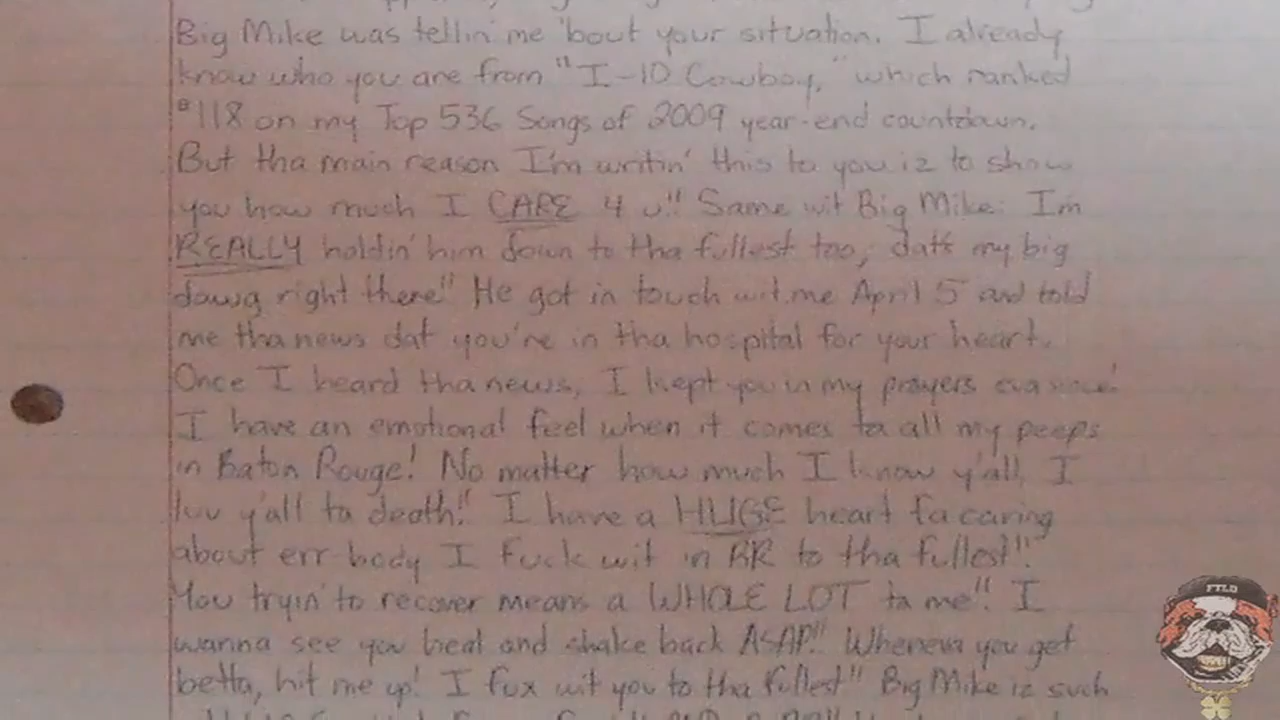 Big Mike was tellin' me 'bout your situation. I already
know who you are from "I-10 Cowboy," which ranked
#118 on my Top 536 Songs of 2009 year-end countdown.
But tha main reason I'm writin' this to you iz to show
you how much I CARE 4 u!! Same wit Big Mike: I'm
REALLY holdin' him down to tha fullest too; dat's my big
dawg right there!! He got in touch wit me April 5 and told
me tha news dat you're in tha hospital for your heart.
Once I heard tha news, I kept you in my prayers eva since!
I have an emotional feel when it comes ta all my peeps
in Baton Rouge! No matter how much I know y'all, I
luv y'all ta death!! I have a HUGE heart fa caring
about err body I fuck wit in BR to tha fullest!!
You tryin' to recover means a WHOLE LOT ta me!! I
wanna see you heal and shake back ASAP!! Wheneva you get
betta, hit me up! I fux wit you to tha fullest!! Big Mike iz such
FTLD